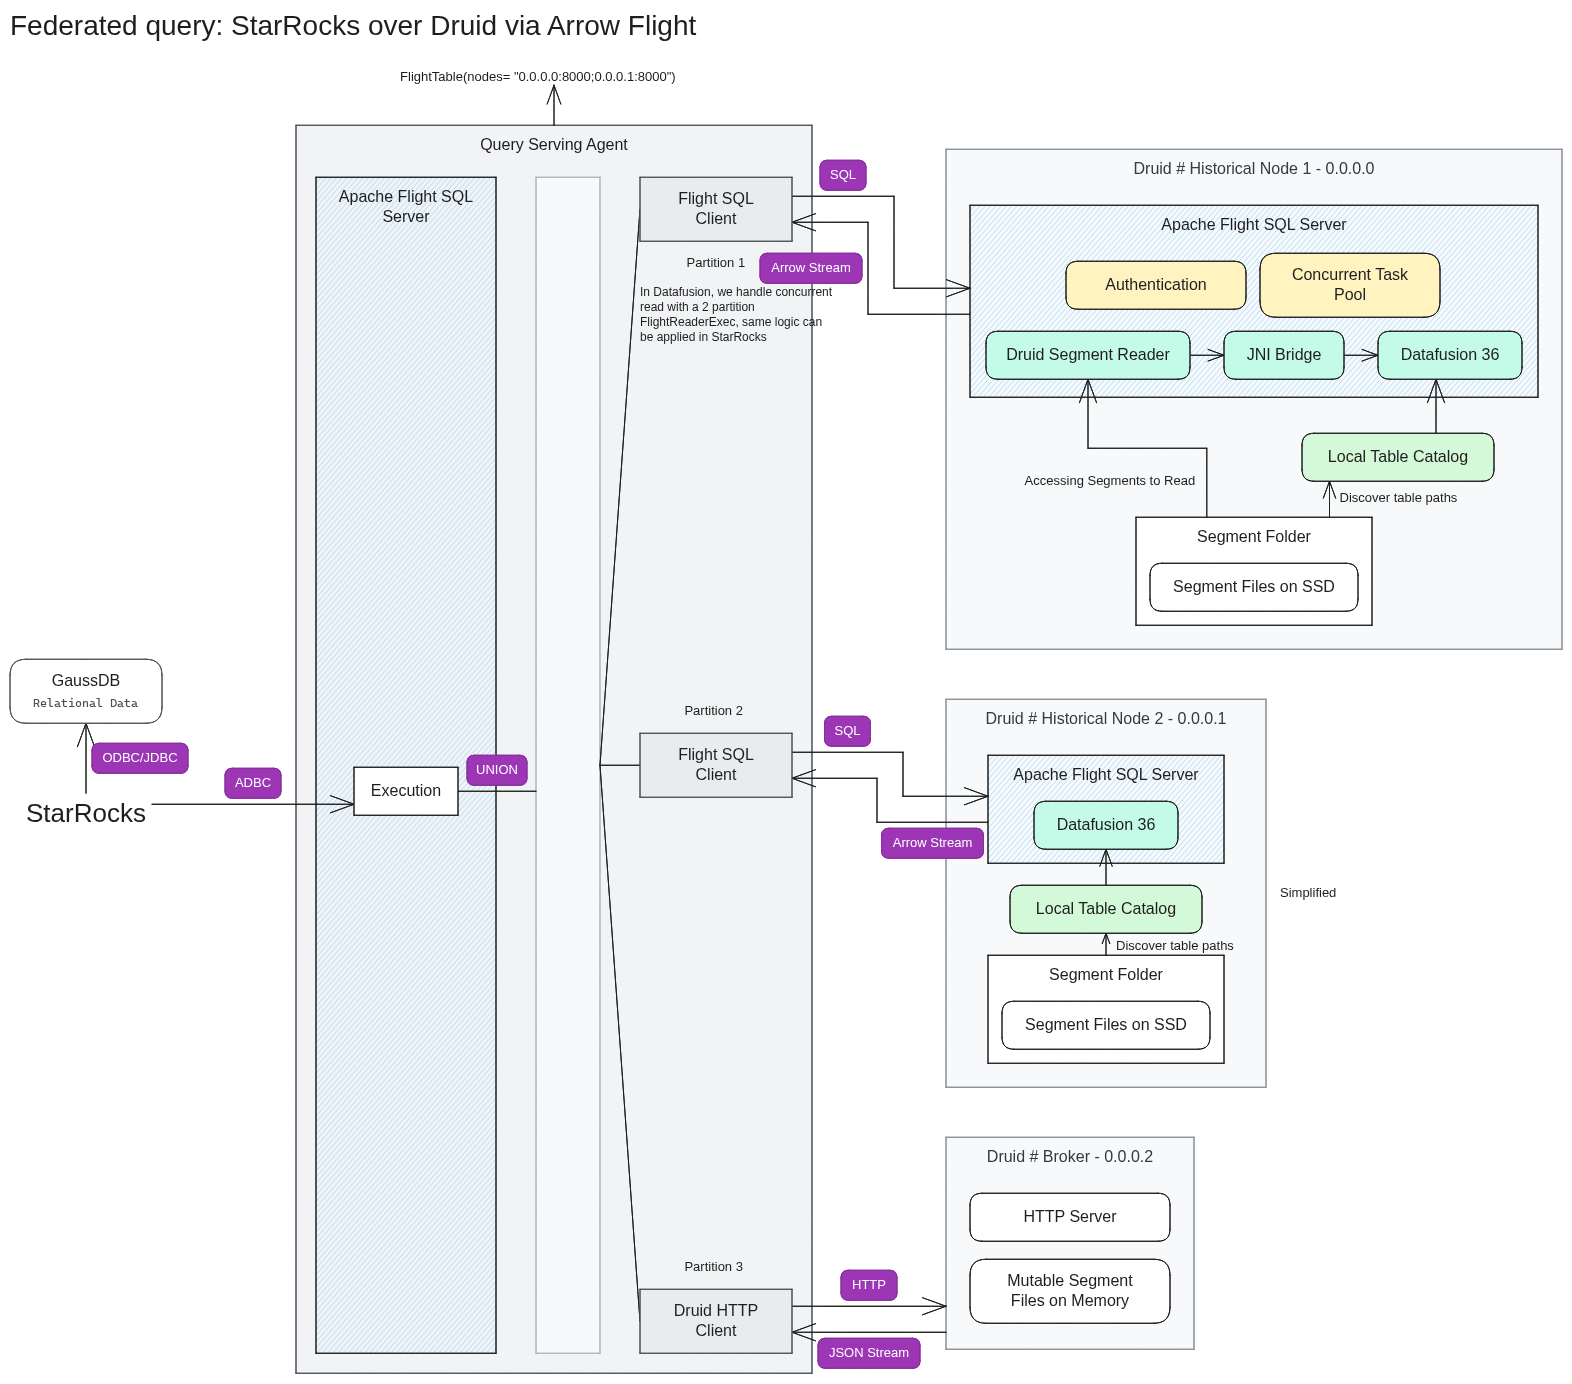 Federated query: StarRocks over Druid via Arrow Flight
FlightTable(nodes= "0.0.0.0:8000;0.0.0.1:8000")
Query Serving Agent
Apache Flight SQL
Server
Flight SQL
Client
SQL
Partition 1
Arrow Stream
In Datafusion, we handle concurrent
read with a 2 partition
FlightReaderExec, same logic can
be applied in StarRocks
Druid # Historical Node 1 - 0.0.0.0
Apache Flight SQL Server
Authentication
Concurrent Task
Pool
Druid Segment Reader
JNI Bridge
Datafusion 36
Local Table Catalog
Accessing Segments to Read
Discover table paths
Segment Folder
Segment Files on SSD
GaussDB
Relational Data
ODBC/JDBC
StarRocks
ADBC
Execution
UNION
Partition 2
Flight SQL
Client
SQL
Arrow Stream
Druid # Historical Node 2 - 0.0.0.1
Apache Flight SQL Server
Datafusion 36
Local Table Catalog
Simplified
Discover table paths
Segment Folder
Segment Files on SSD
Partition 3
Druid HTTP
Client
HTTP
JSON Stream
Druid # Broker - 0.0.0.2
HTTP Server
Mutable Segment
Files on Memory